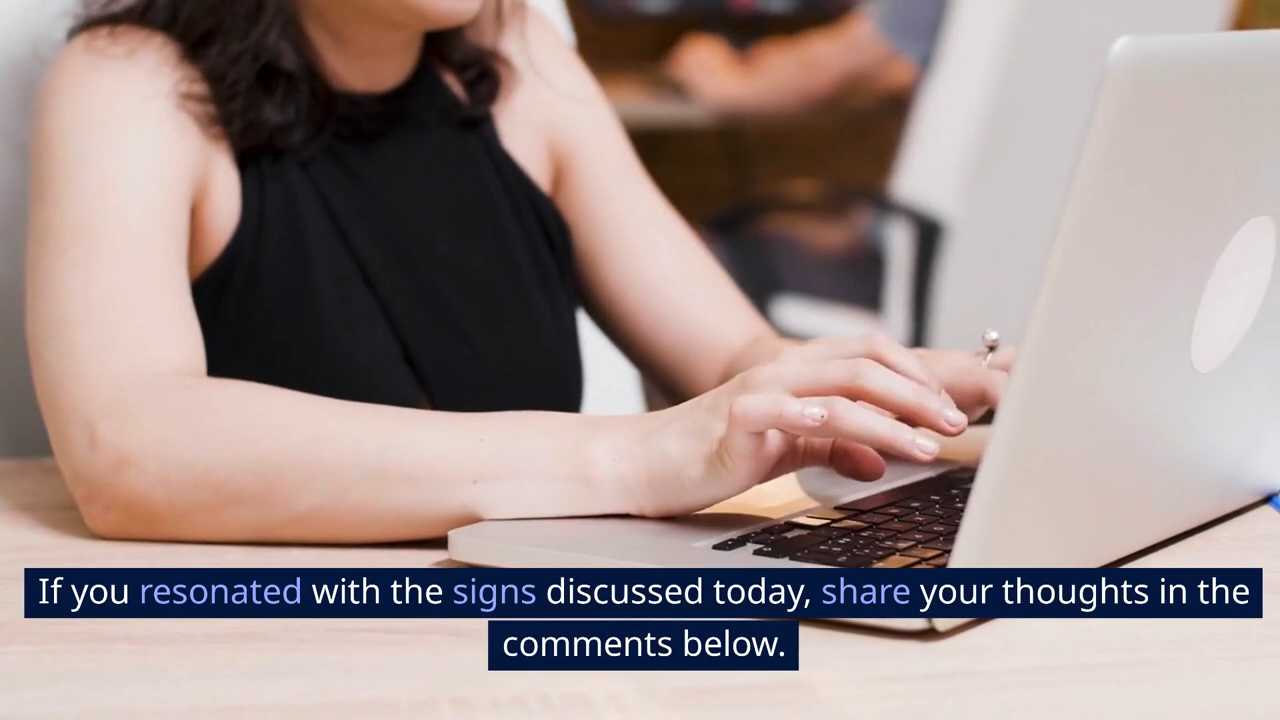 If you resonated with the signs discussed today, share your thoughts in the
comments below.